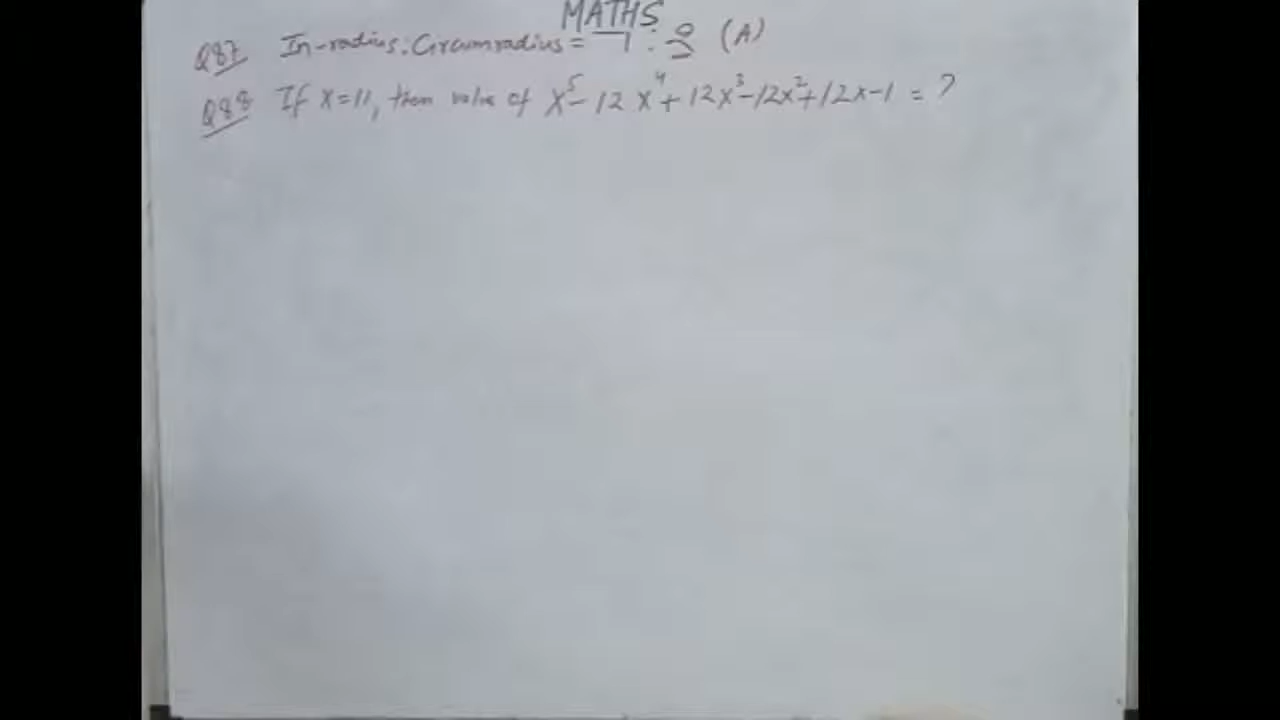 MATHS:
Q87 In-radius:Circumradius = 1:2 (A)
Q88 If x=11, then value of x⁵-12x⁴+12x³-12x²+12x-1 = ?